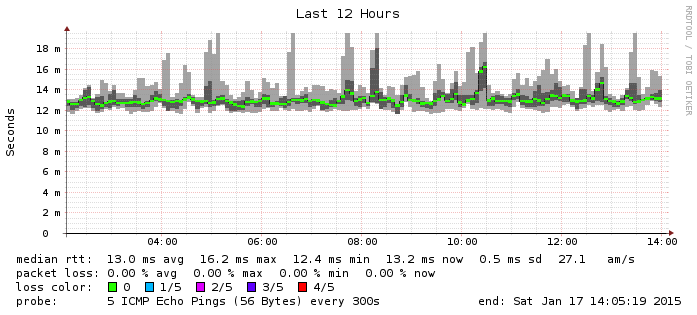 Last 12 Hours
RRDTOOL / TOBI OETIKER
Seconds
18 m
16 m
14 m
12 m
10 m
8 m
6 m
4 m
2 m
0
04:00 06:00 08:00 10:00 12:00 14:00
median rtt: 13.0 ms avg 16.2 ms max 12.4 ms min 13.2 ms now 0.5 ms sd 27.1 am/s
packet loss: 0.00 % avg 0.00 % max 0.00 % min 0.00 % now
loss color: 0 1/5 2/5 3/5 4/5
probe: 5 ICMP Echo Pings (56 Bytes) every 300s end: Sat Jan 17 14:05:19 2015